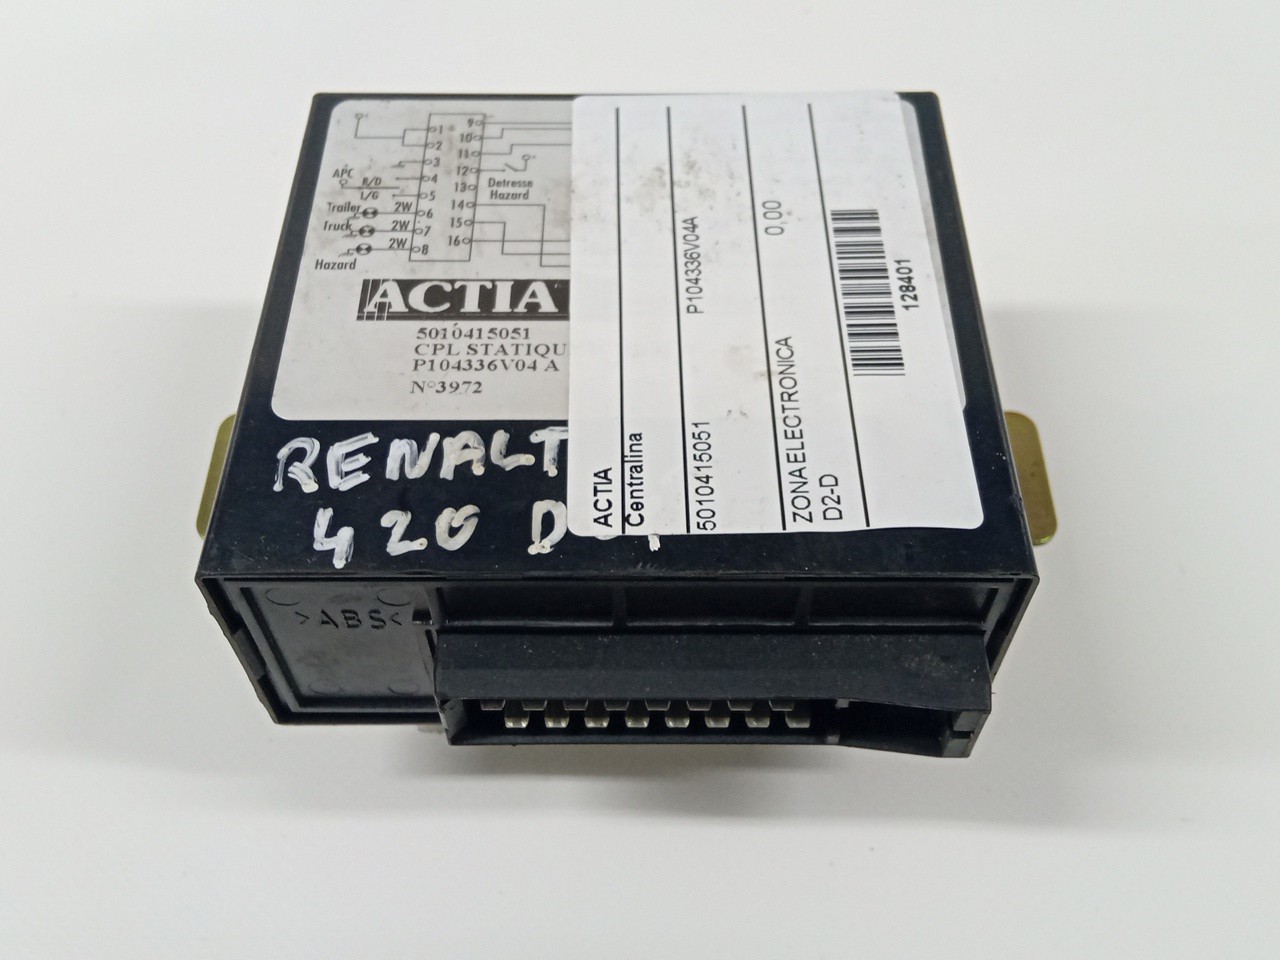 1
2
3
4
5
6
7
8
9
10
11
12
13
14
15
16
APC
R/D
L/G
Trailer
2W
Truck
2W
2W
Hazard
Detresse
Hazard
ACTIA
5010415051
CPL STATIQU
P104336V04 A
N°3972
RENALT
420 D
ACTIA
Centralina
5010415051 P104336V04A
0,00
ZONA ELECTRONICA
D2-D
128401
>ABS<